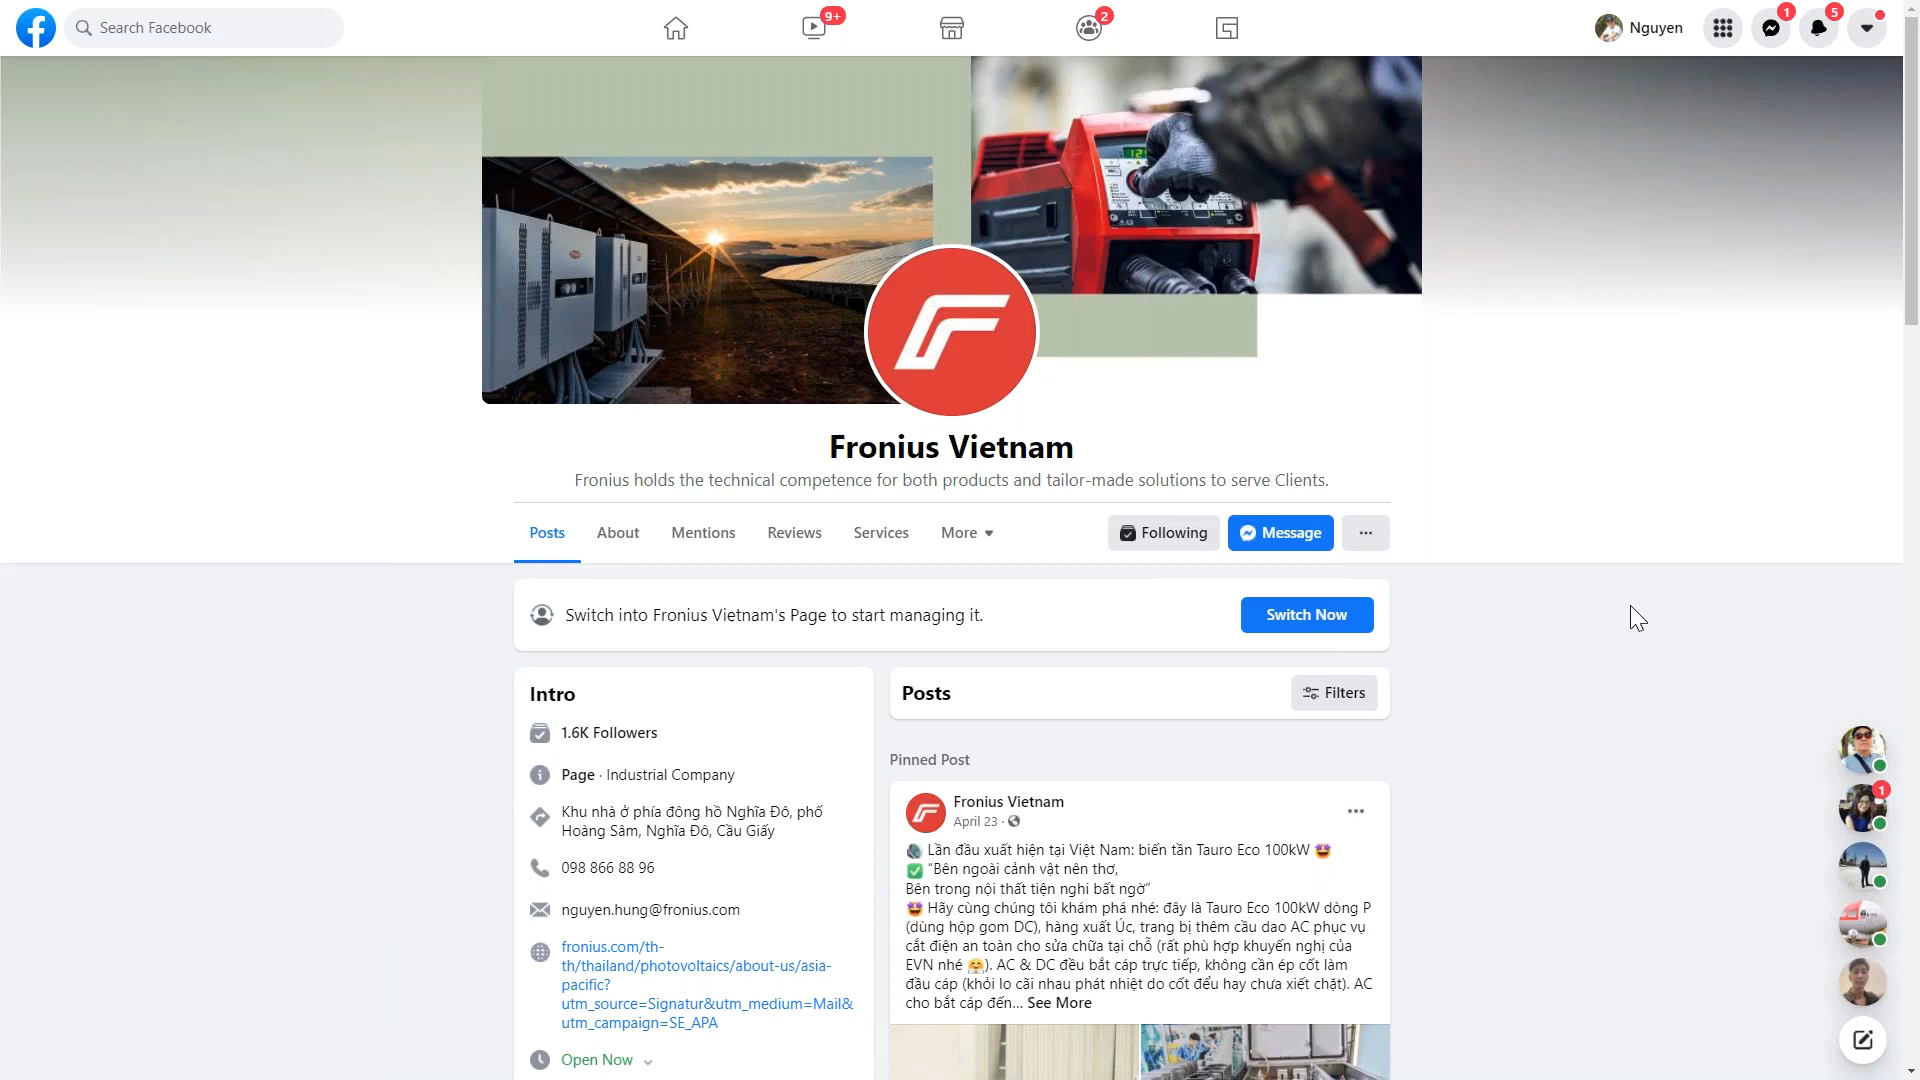 Search Facebook
9+
2
Nguyen
1
5
Fronius Vietnam
Fronius holds the technical competence for both products and tailor-made solutions to serve Clients.
Posts
About
Mentions
Reviews
Services
More
Following
Message
Switch into Fronius Vietnam's Page to start managing it.
Switch Now
Intro
1.6K Followers
Page · Industrial Company
Khu nhà ở phía đông hồ Nghĩa Đô, phố
Hoàng Sâm, Nghĩa Đô, Cầu Giấy
098 866 88 96
nguyen.hung@fronius.com
fronius.com/th-
th/thailand/photovoltaics/about-us/asia-
pacific?
utm_source=Signatur&utm_medium=Mail&
utm_campaign=SE_APA
Open Now
Posts
Filters
Pinned Post
Fronius Vietnam
April 23 ·
Lần đầu xuất hiện tại Việt Nam: biến tần Tauro Eco 100kW
“Bên ngoài cảnh vật nên thơ,
Bên trong nội thất tiện nghi bất ngờ”
Hãy cùng chúng tôi khám phá nhé: đây là Tauro Eco 100kW dòng P
(dùng hộp gom DC), hàng xuất Úc, trang bị thêm cầu dao AC phục vụ
cắt điện an toàn cho sửa chữa tại chỗ (rất phù hợp khuyến nghị của
EVN nhé 🤗). AC & DC đều bắt cáp trực tiếp, không cần ép cốt làm
đầu cáp (khỏi lo cãi nhau phát nhiệt do cốt đểu hay chưa xiết chặt). AC
cho bắt cáp đến... See More
1